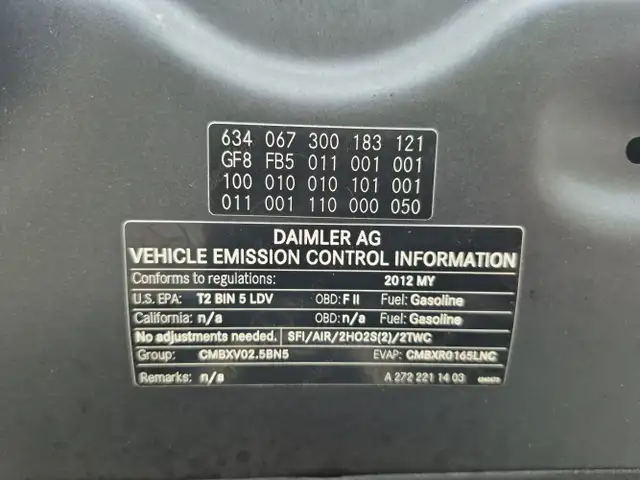 634 067 300 183 121
GF8 FB5 011 001 001
100 010 010 101 001
011 001 110 000 050
DAIMLER AG
VEHICLE EMISSION CONTROL INFORMATION
Conforms to regulations: 2012 MY
U.S. EPA: T2 BIN 5 LDV OBD: F II Fuel: Gasoline
California: n/a OBD: n/a Fuel: Gasoline
No adjustments needed. SFI/AIR/2HO2S(2)/2TWC
Group: CMBXV02.5BN5 EVAP: CMBXR0165LNC
Remarks: n/a A 272 221 14 03